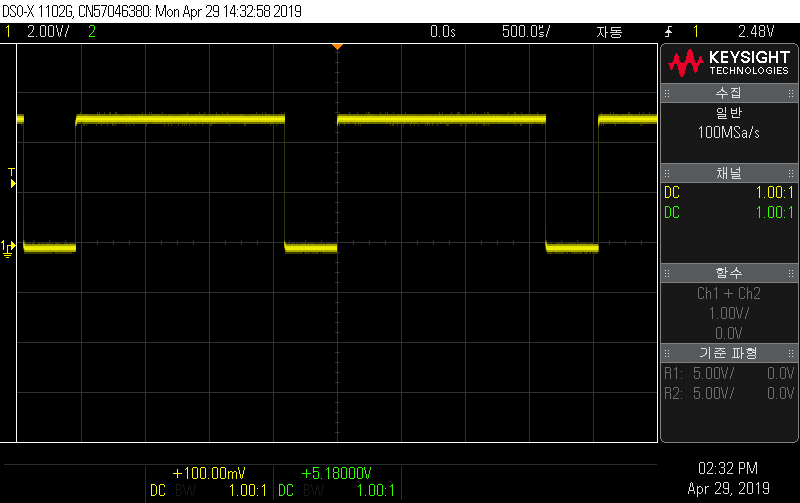 DSO-X 1102G, CN57046380: Mon Apr 29 14:32:58 2019
1 2.00V/ 2 0.0s 500.0㎲/ 자동 1 2.48V
KEYSIGHT
TECHNOLOGIES
수집
일반
100MSa/s
채널
DC 1.00:1
DC 1.00:1
함수
Ch1 + Ch2
1.00V/
0.0V
기준 파형
R1: 5.00V/ 0.0V
R2: 5.00V/ 0.0V
T
1
+100.00mV +5.18000V
DC BW 1.00:1 DC BW 1.00:1
02:32 PM
Apr 29, 2019